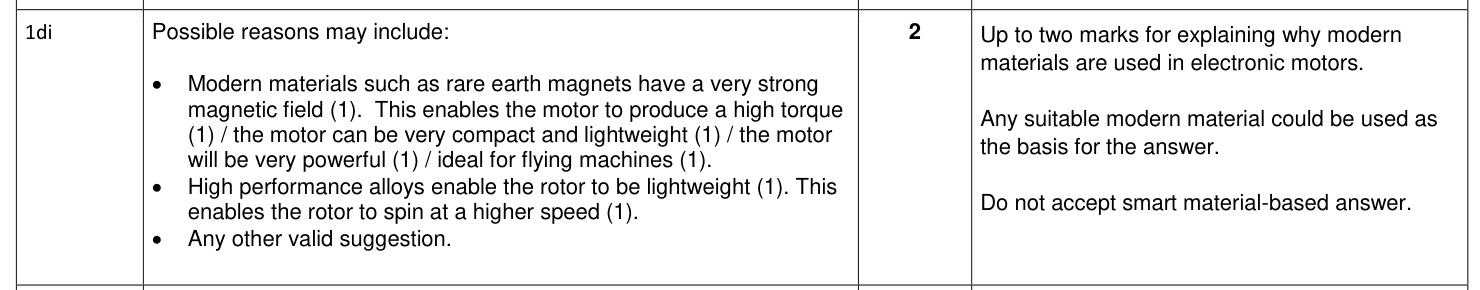 1di
Possible reasons may include:
• Modern materials such as rare earth magnets have a very strong
magnetic field (1).  This enables the motor to produce a high torque
(1) / the motor can be very compact and lightweight (1) / the motor
will be very powerful (1) / ideal for flying machines (1).
• High performance alloys enable the rotor to be lightweight (1). This
enables the rotor to spin at a higher speed (1).
• Any other valid suggestion.
2
Up to two marks for explaining why modern
materials are used in electronic motors.
Any suitable modern material could be used as
the basis for the answer.
Do not accept smart material-based answer.